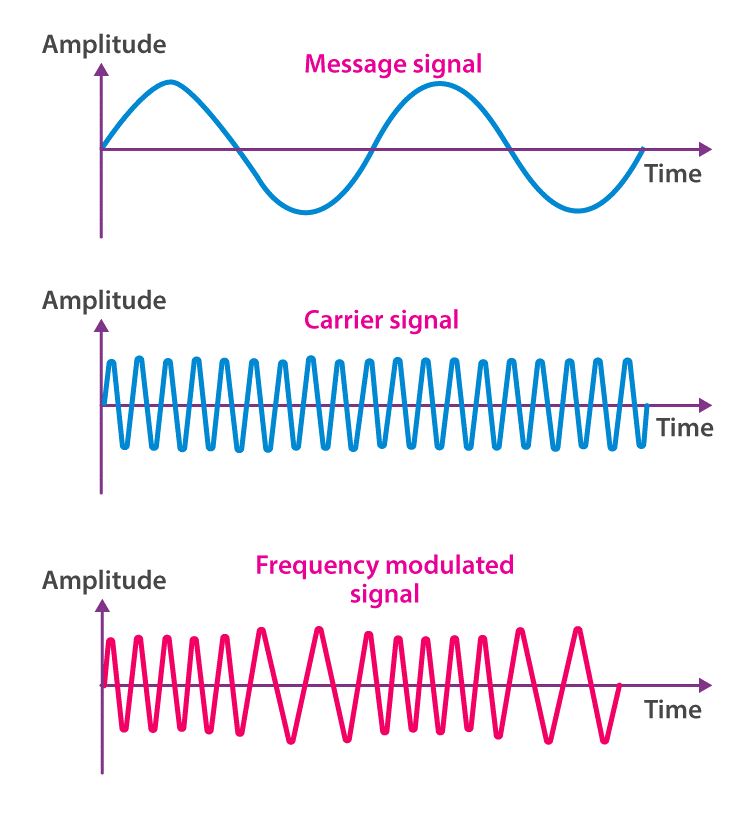 Amplitude
Message signal
Time
Amplitude
Carrier signal
Time
Frequency modulated
signal
Amplitude
Time